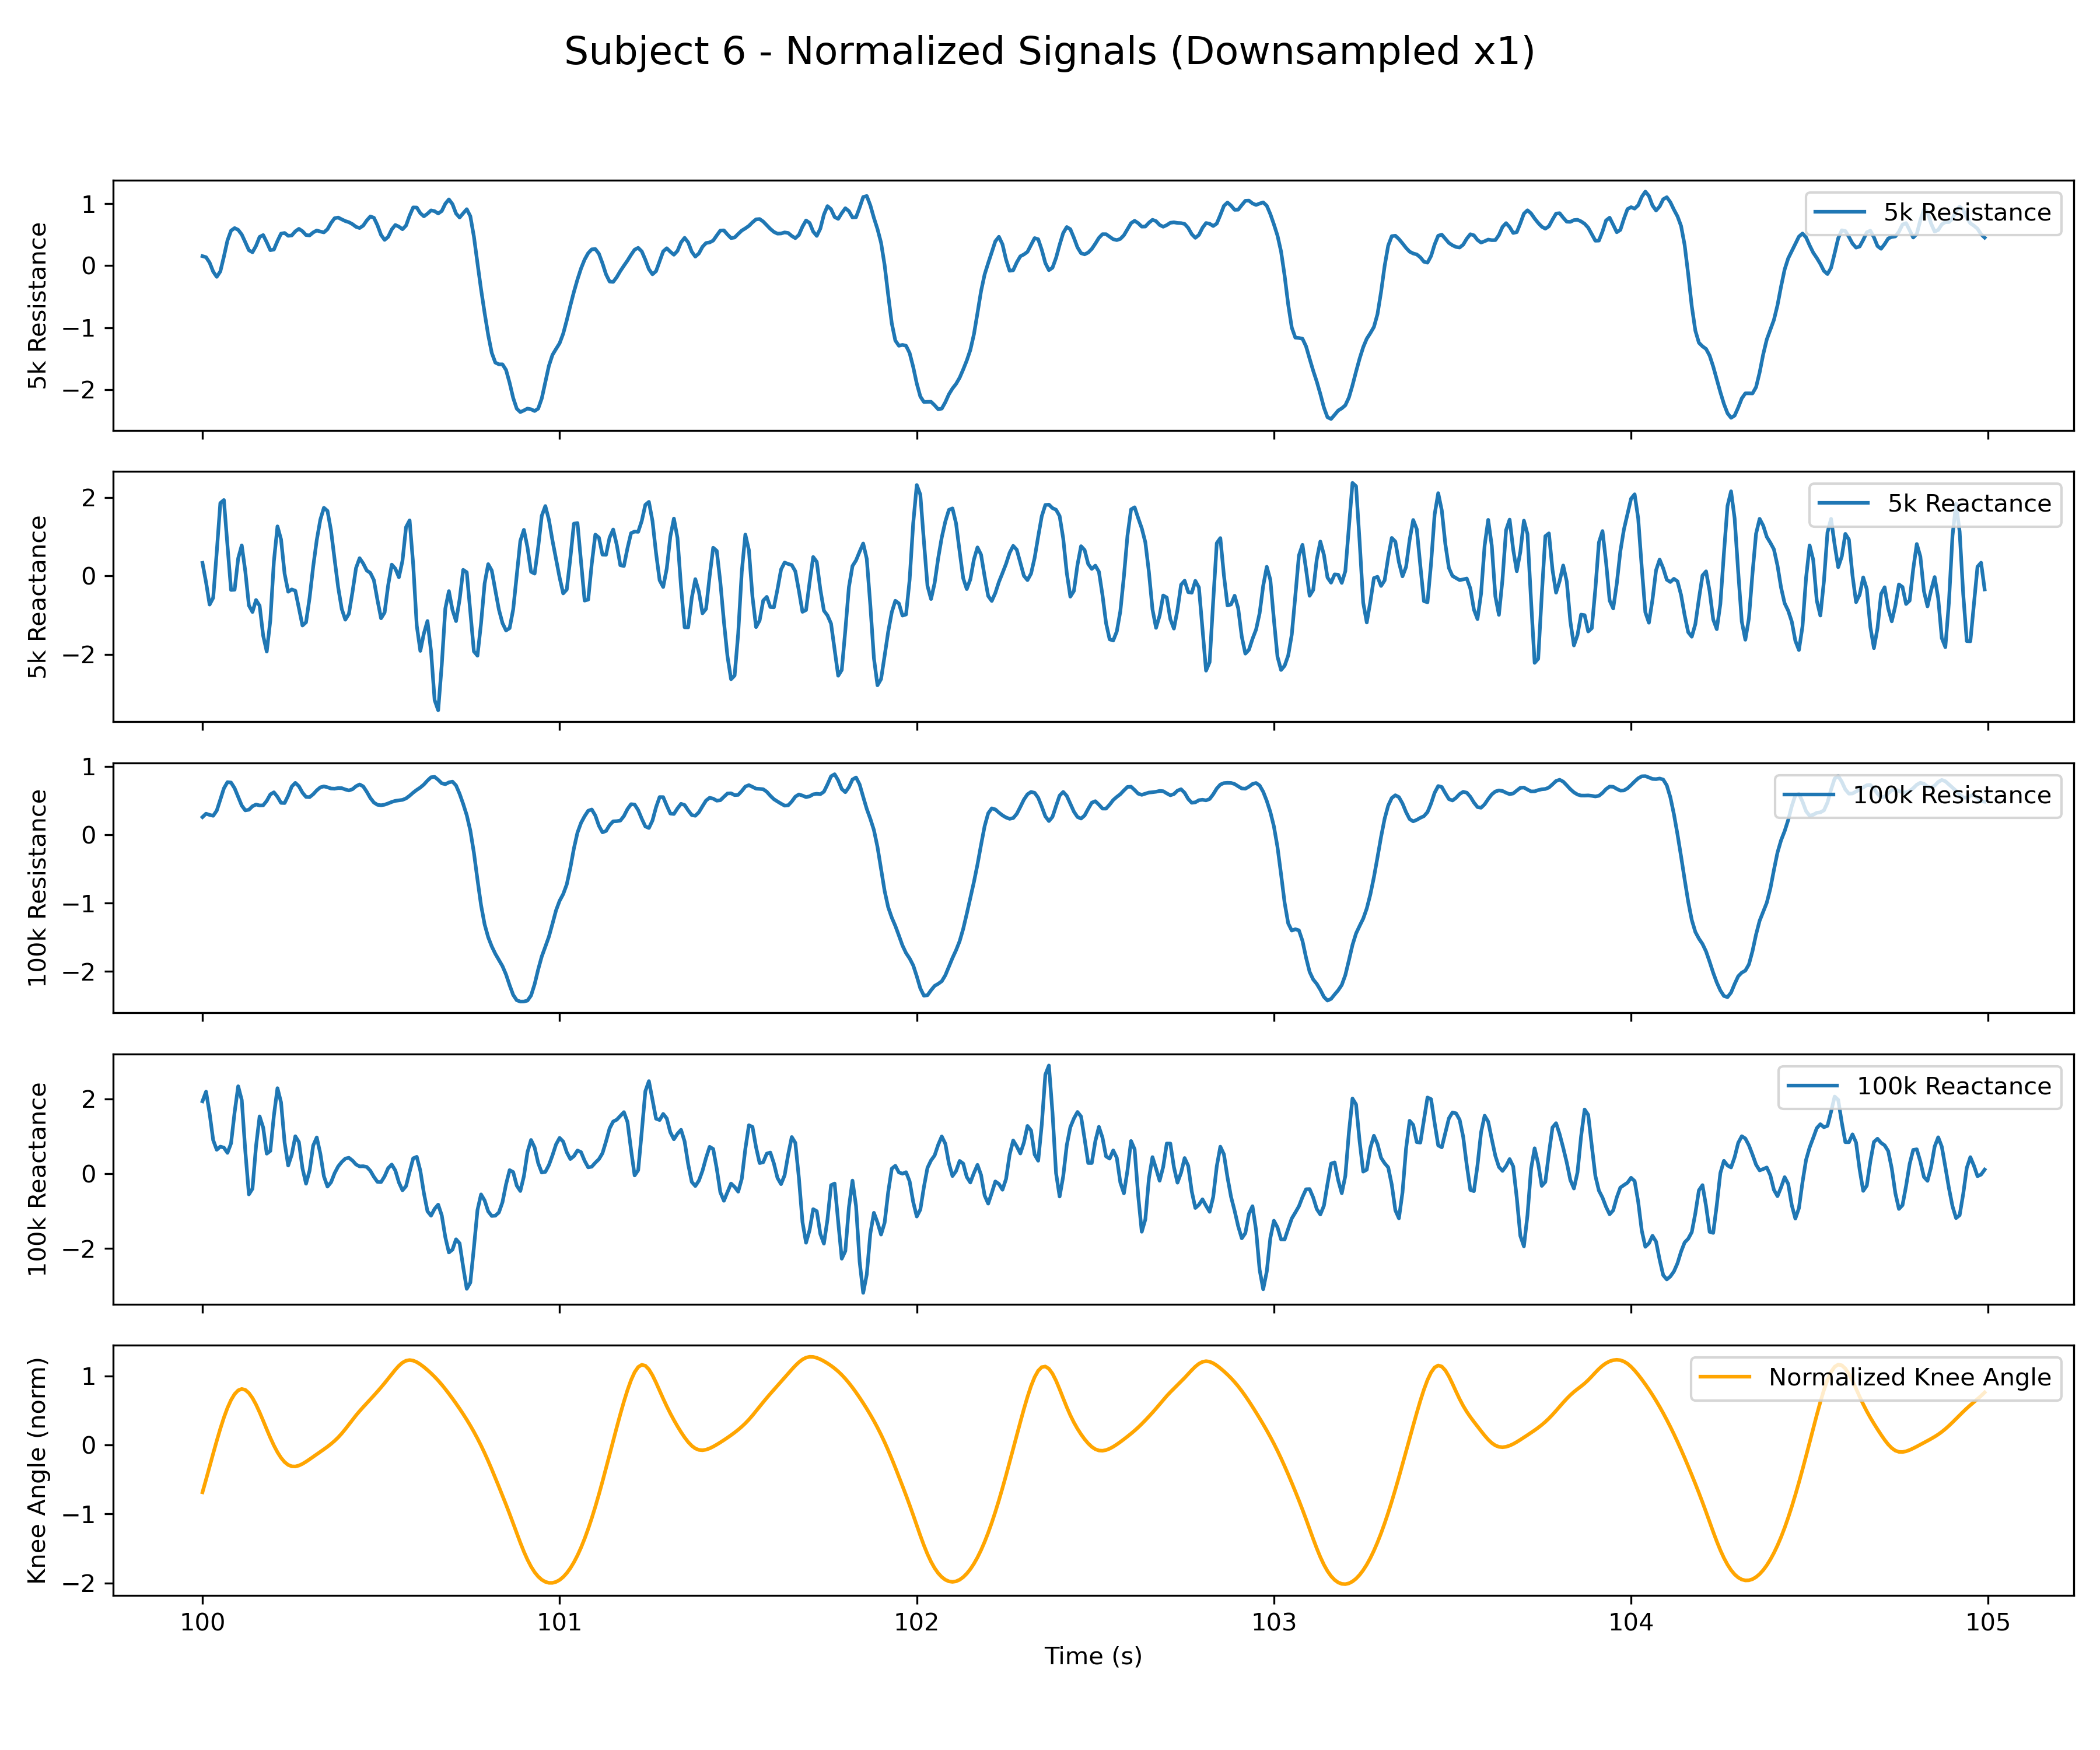 Subject 6 - Normalized Signals (Downsampled x1)
5k Resistance
1
0
−1
−2
5k Resistance
5k Reactance
2
0
−2
5k Reactance
100k Resistance
1
0
−1
−2
100k Resistance
100k Reactance
2
0
−2
100k Reactance
Knee Angle (norm)
1
0
−1
−2
Normalized Knee Angle
100 101 102 103 104 105
Time (s)